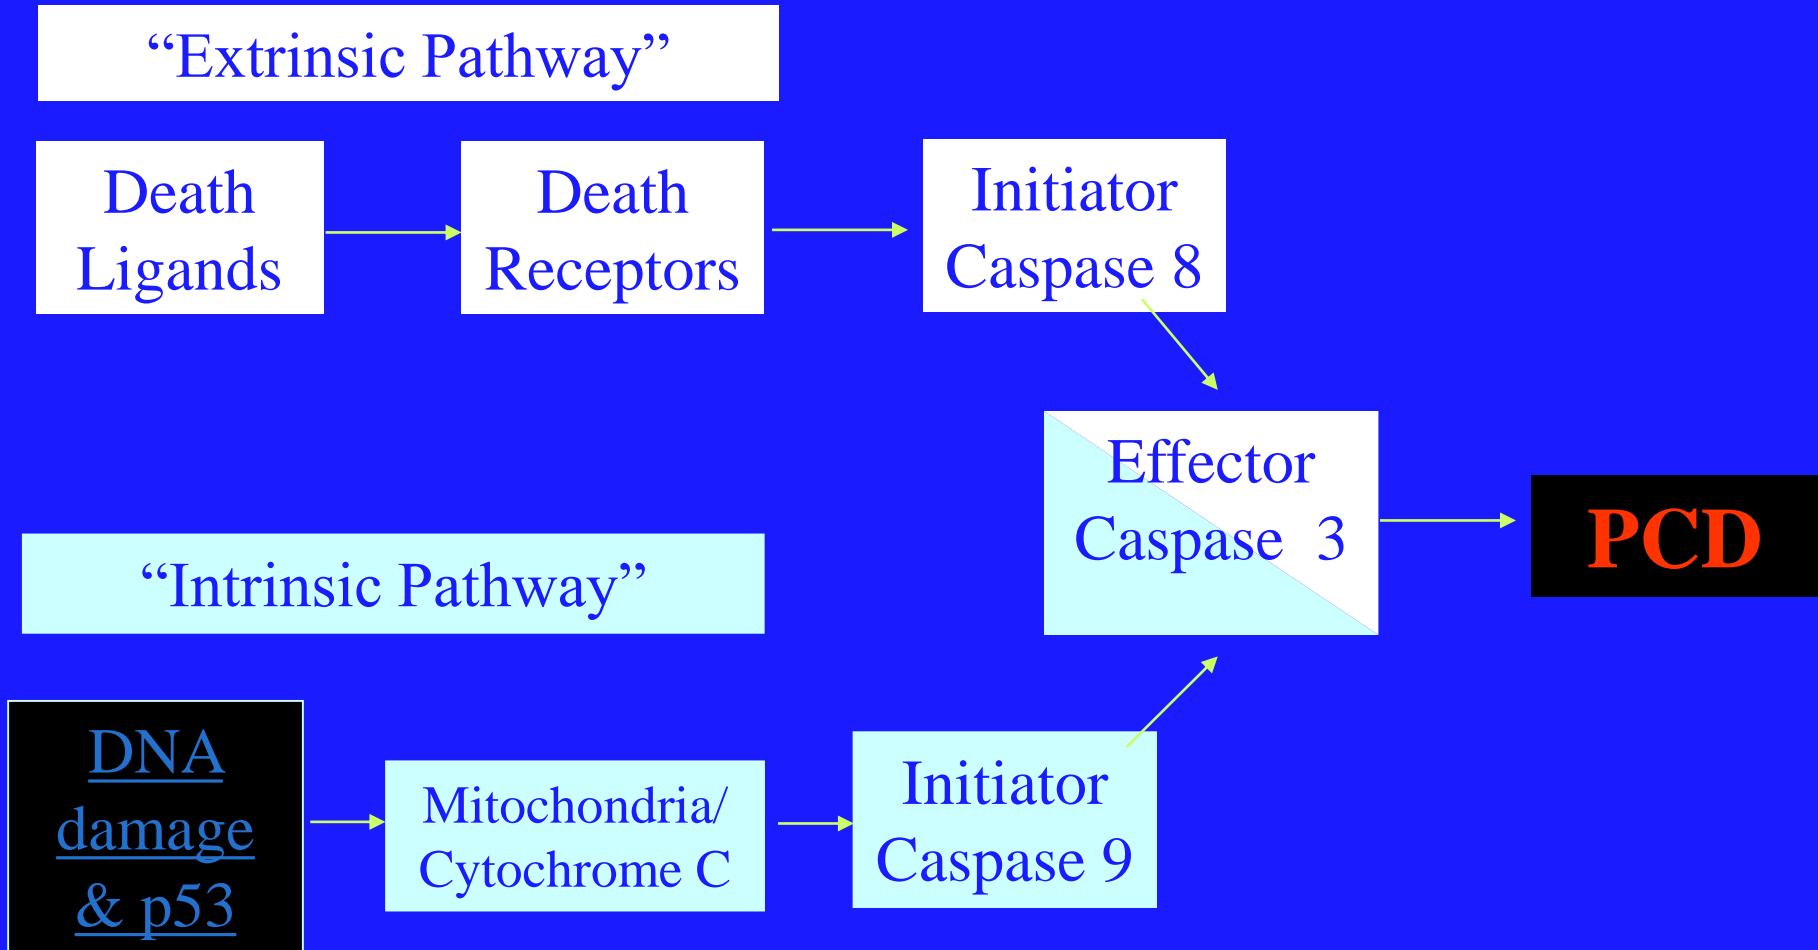 “Extrinsic Pathway”
Death
Ligands
Death
Receptors
Initiator
Caspase 8
Effector
Caspase 3
PCD
“Intrinsic Pathway”
DNA
damage
& p53
Mitochondria/
Cytochrome C
Initiator
Caspase 9